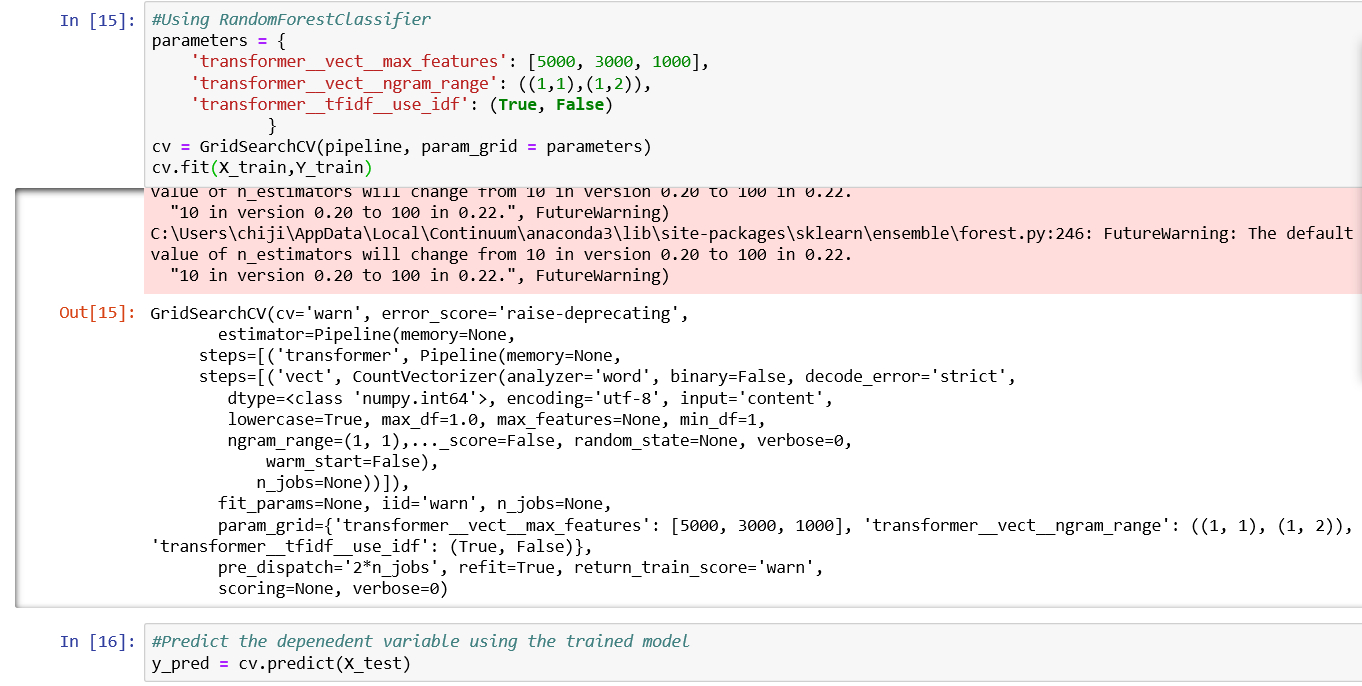 In [15]: #Using RandomForestClassifier
parameters = {
'transformer__vect__max_features': [5000, 3000, 1000],
'transformer__vect__ngram_range': ((1,1),(1,2)),
'transformer__tfidf__use_idf': (True, False)
}
cv = GridSearchCV(pipeline, param_grid = parameters)
cv.fit(X_train,Y_train)
value of n_estimators will change from 10 in version 0.20 to 100 in 0.22.
"10 in version 0.20 to 100 in 0.22.", FutureWarning)
C:\Users\chiji\AppData\Local\Continuum\anaconda3\lib\site-packages\sklearn\ensemble\forest.py:246: FutureWarning: The default
value of n_estimators will change from 10 in version 0.20 to 100 in 0.22.
"10 in version 0.20 to 100 in 0.22.", FutureWarning)
Out[15]: GridSearchCV(cv='warn', error_score='raise-deprecating',
estimator=Pipeline(memory=None,
steps=[('transformer', Pipeline(memory=None,
steps=[('vect', CountVectorizer(analyzer='word', binary=False, decode_error='strict',
dtype=<class 'numpy.int64'>, encoding='utf-8', input='content',
lowercase=True, max_df=1.0, max_features=None, min_df=1,
ngram_range=(1, 1),..._score=False, random_state=None, verbose=0,
warm_start=False),
n_jobs=None))]),
fit_params=None, iid='warn', n_jobs=None,
param_grid={'transformer__vect__max_features': [5000, 3000, 1000], 'transformer__vect__ngram_range': ((1, 1), (1, 2)),
'transformer__tfidf__use_idf': (True, False)},
pre_dispatch='2*n_jobs', refit=True, return_train_score='warn',
scoring=None, verbose=0)
In [16]: #Predict the depenedent variable using the trained model
y_pred = cv.predict(X_test)